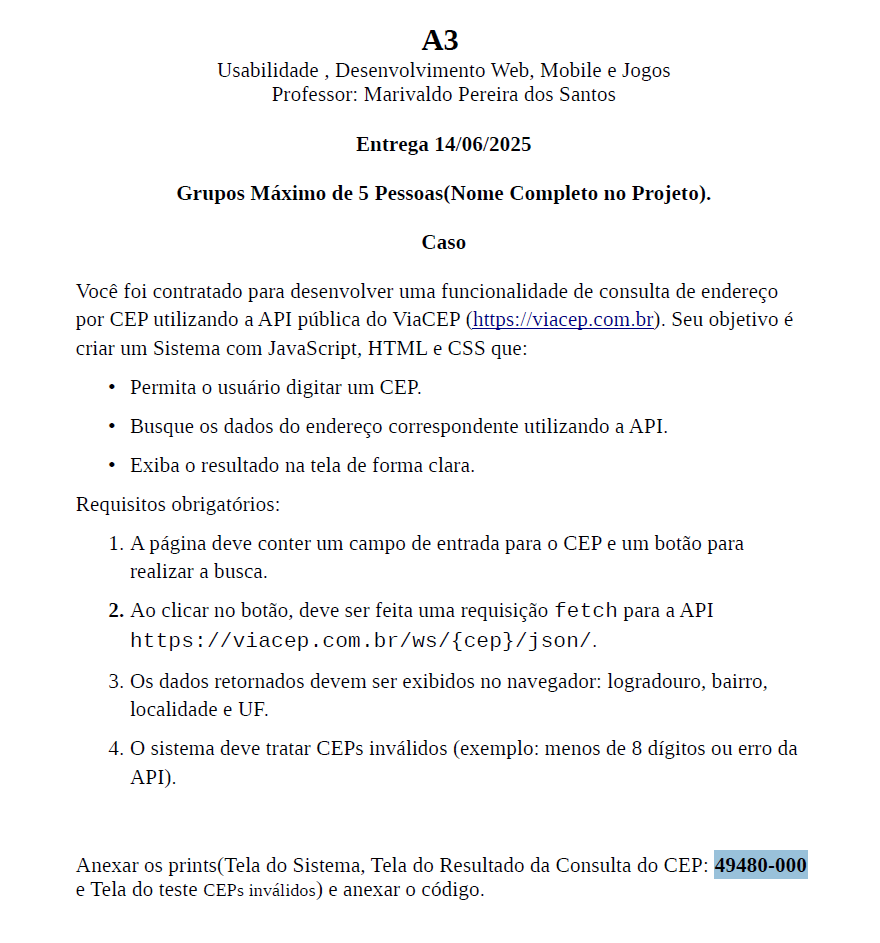 A3
Usabilidade , Desenvolvimento Web, Mobile e Jogos
Professor: Marivaldo Pereira dos Santos
Entrega 14/06/2025
Grupos Máximo de 5 Pessoas(Nome Completo no Projeto).
Caso
Você foi contratado para desenvolver uma funcionalidade de consulta de endereço
por CEP utilizando a API pública do ViaCEP (https://viacep.com.br). Seu objetivo é
criar um Sistema com JavaScript, HTML e CSS que:
• Permita o usuário digitar um CEP.
• Busque os dados do endereço correspondente utilizando a API.
• Exiba o resultado na tela de forma clara.
Requisitos obrigatórios:
1. A página deve conter um campo de entrada para o CEP e um botão para
realizar a busca.
2. Ao clicar no botão, deve ser feita uma requisição fetch para a API
https://viacep.com.br/ws/{cep}/json/.
3. Os dados retornados devem ser exibidos no navegador: logradouro, bairro,
localidade e UF.
4. O sistema deve tratar CEPs inválidos (exemplo: menos de 8 dígitos ou erro da
API).
Anexar os prints(Tela do Sistema, Tela do Resultado da Consulta do CEP: 49480-000
e Tela do teste CEPs inválidos) e anexar o código.